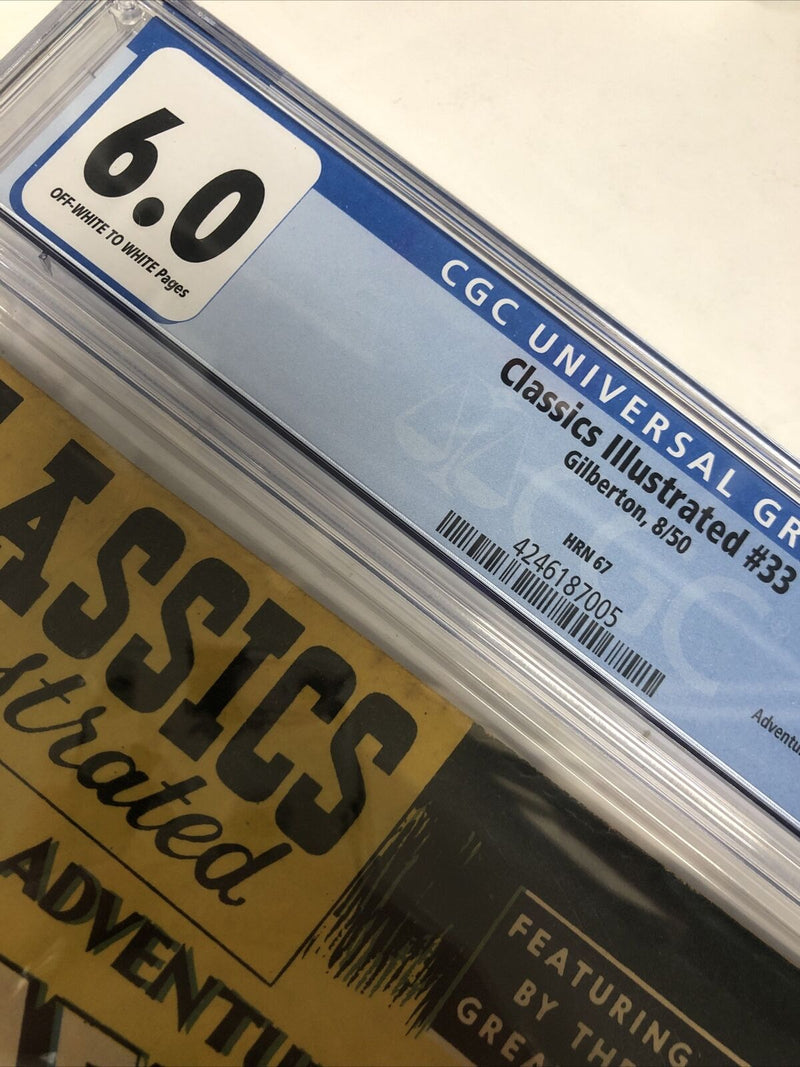 6.0
OFF-WHITE TO WHITE Pages
CGC UNIVERSAL GR
Classics Illustrated #33
Gilberton, 8/50
HRN 67
4246187005
Adventu
ASSICS
strated
ADVENTU
FEATURING
BY THE
GREA